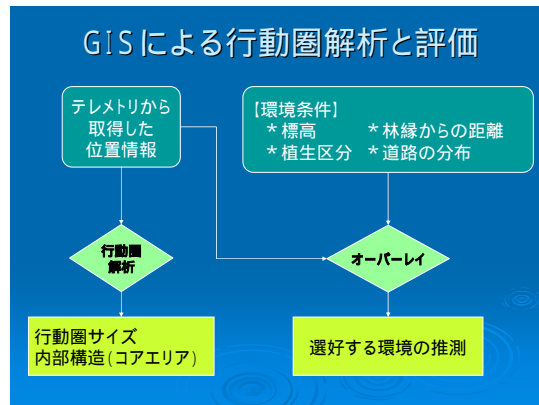 GISによる行動圏解析と評価
テレメトリから
取得した
位置情報
【環境条件】
＊標高　＊林縁からの距離
＊植生区分　＊道路の分布
行動圏
解析
オーバーレイ
行動圏サイズ
内部構造(コアエリア)
選好する環境の推測